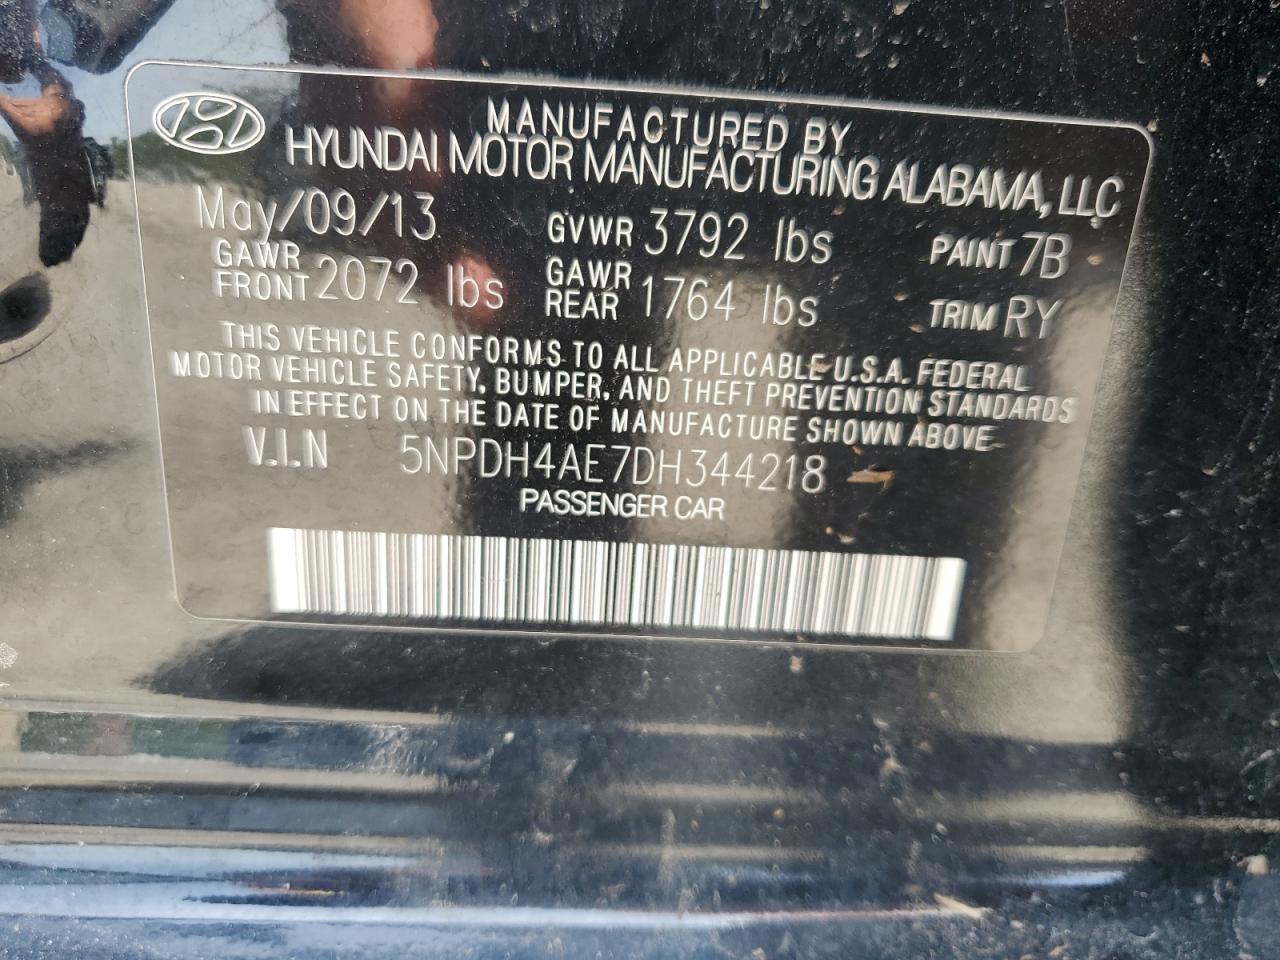 MANUFACTURED BY
HYUNDAI MOTOR MANUFACTURING ALABAMA, LLC
May/09/13 GVWR 3792 lbs PAINT 7B
GAWR FRONT 2072 lbs GAWR REAR 1764 lbs TRIM RY
THIS VEHICLE CONFORMS TO ALL APPLICABLE U.S.A. FEDERAL
MOTOR VEHICLE SAFETY, BUMPER, AND THEFT PREVENTION STANDARDS
IN EFFECT ON THE DATE OF MANUFACTURE SHOWN ABOVE
V.I.N 5NPDH4AE7DH344218
PASSENGER CAR